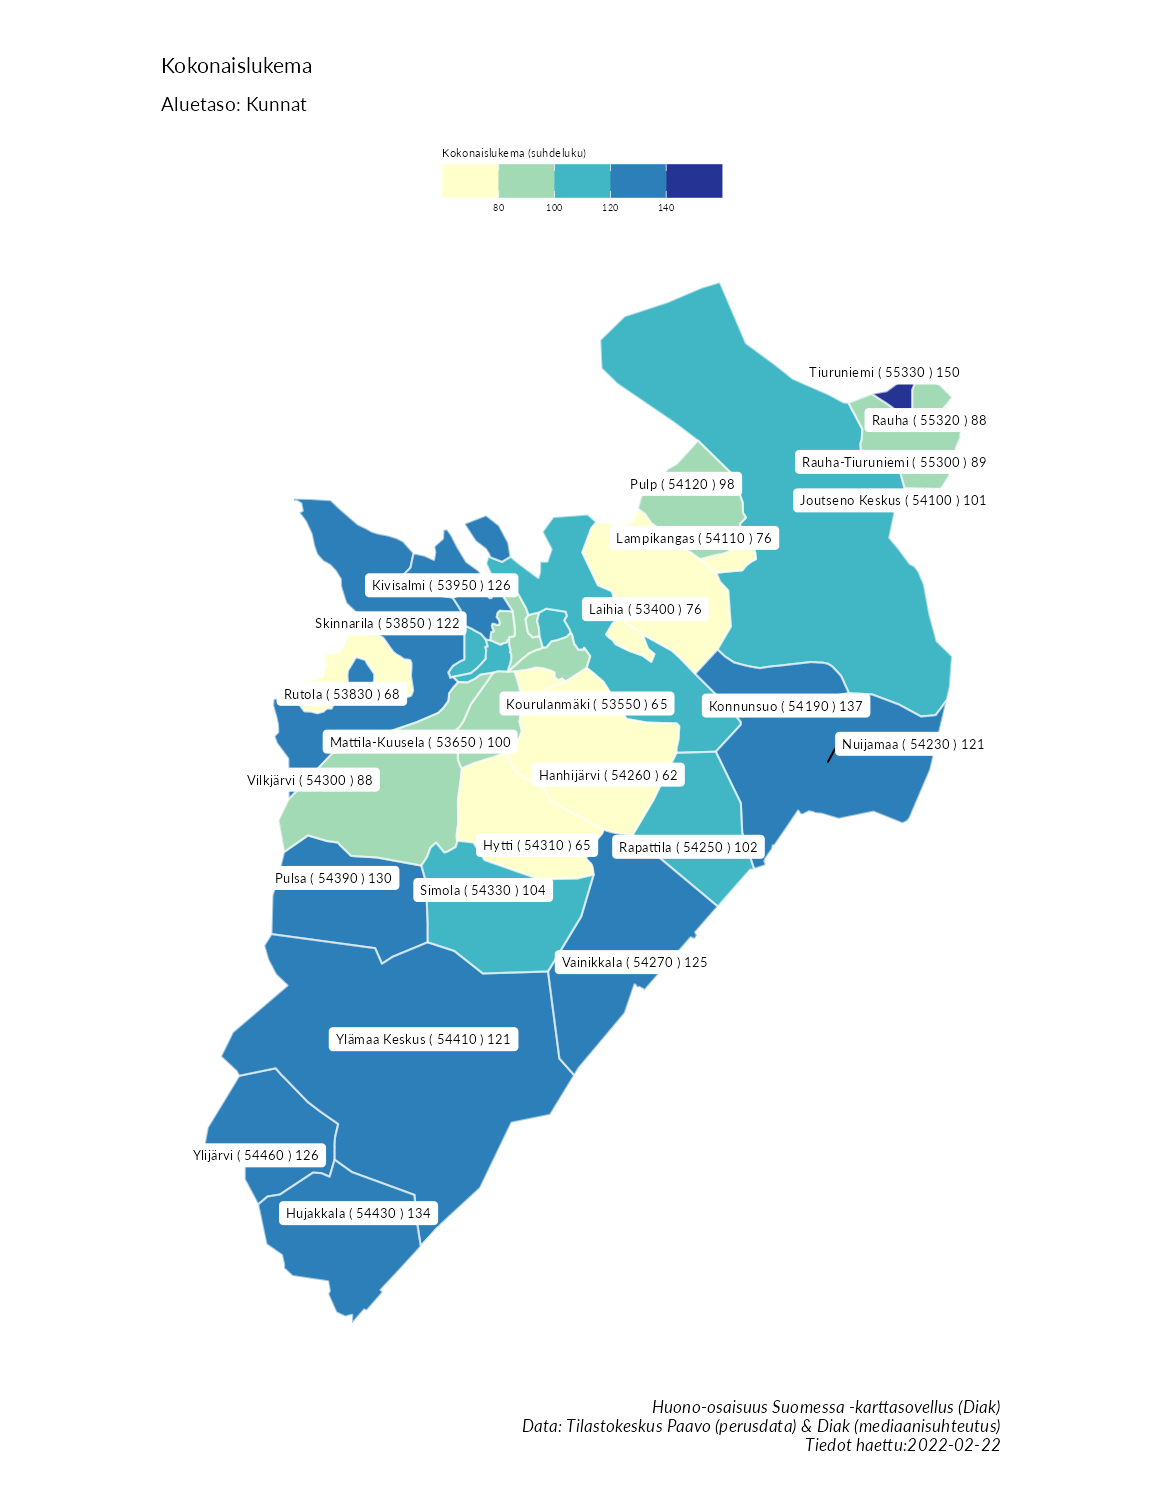 Kokonaislukema
Aluetaso: Kunnat
Kokonaislukema (suhdeluku)
80 100 120 140
Tiuruniemi ( 55330 ) 150
Rauha ( 55320 ) 88
Rauha-Tiuruniemi ( 55300 ) 89
Pulp ( 54120 ) 98
Joutseno Keskus ( 54100 ) 101
Lampikangas ( 54110 ) 76
Kivisalmi ( 53950 ) 126
Laihia ( 53400 ) 76
Skinnarila ( 53850 ) 122
Rutola ( 53830 ) 68
Kourulanmäki ( 53550 ) 65
Konnunsuo ( 54190 ) 137
Mattila-Kuusela ( 53650 ) 100
Nuijamaa ( 54230 ) 121
Vilkjärvi ( 54300 ) 88
Hanhijärvi ( 54260 ) 62
Hytti ( 54310 ) 65
Rapattila ( 54250 ) 102
Pulsa ( 54390 ) 130
Simola ( 54330 ) 104
Vainikkala ( 54270 ) 125
Ylämaa Keskus ( 54410 ) 121
Ylijärvi ( 54460 ) 126
Hujakkala ( 54430 ) 134
Huono-osaisuus Suomessa -karttasovellus (Diak)
Data: Tilastokeskus Paavo (perusdata) & Diak (mediaanisuhteutus)
Tiedot haettu:2022-02-22